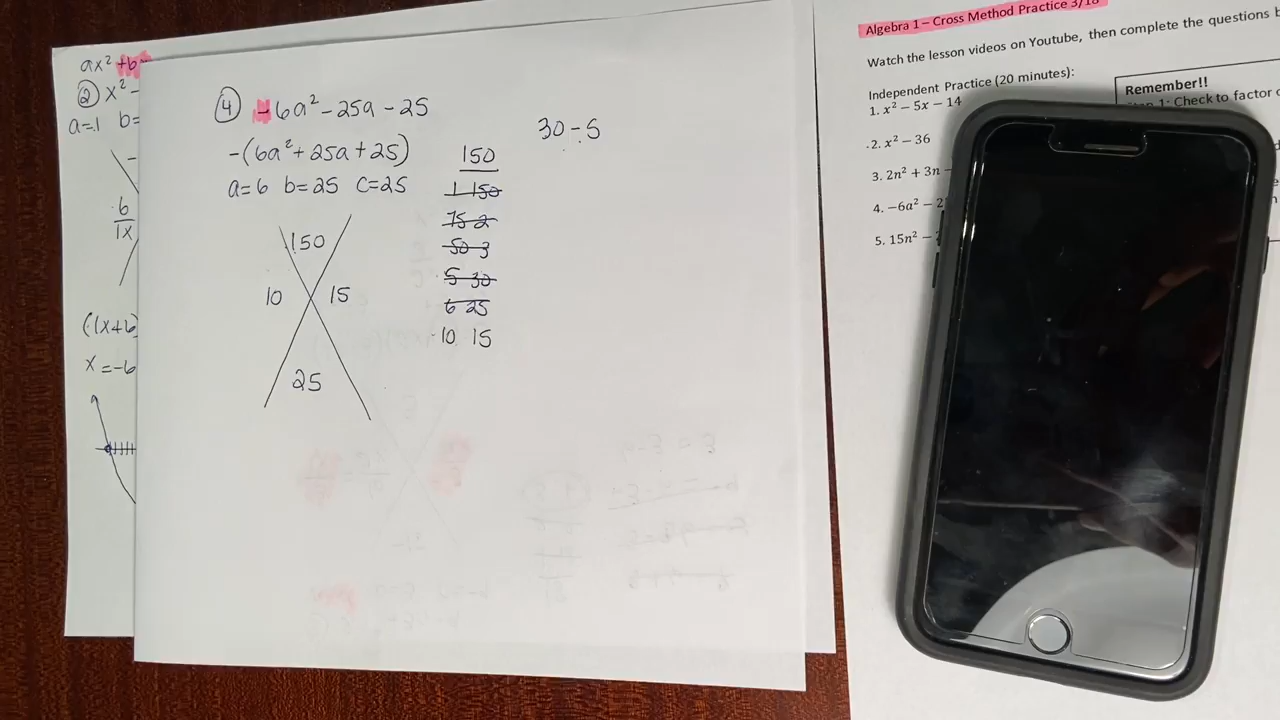 ax² +b
② x² -
a=1 b=
6
1x
(1x+6)
x = -6
④ -6a² - 25a - 25
-(6a² + 25a + 25)
a=6 b=25 c=25
150
10 15
25
150
1 150
75 2
50 3
5 30
6 25
10 15
30-5
Algebra 1 – Cross Method Practice 3/18
Watch the lesson videos on Youtube, then complete the questions b
Independent Practice (20 minutes):
1. x² − 5x − 14
2. x² − 36
3. 2n² + 3n −
4. −6a² − 2
5. 15n² −
Remember!!
Step 1: Check to factor